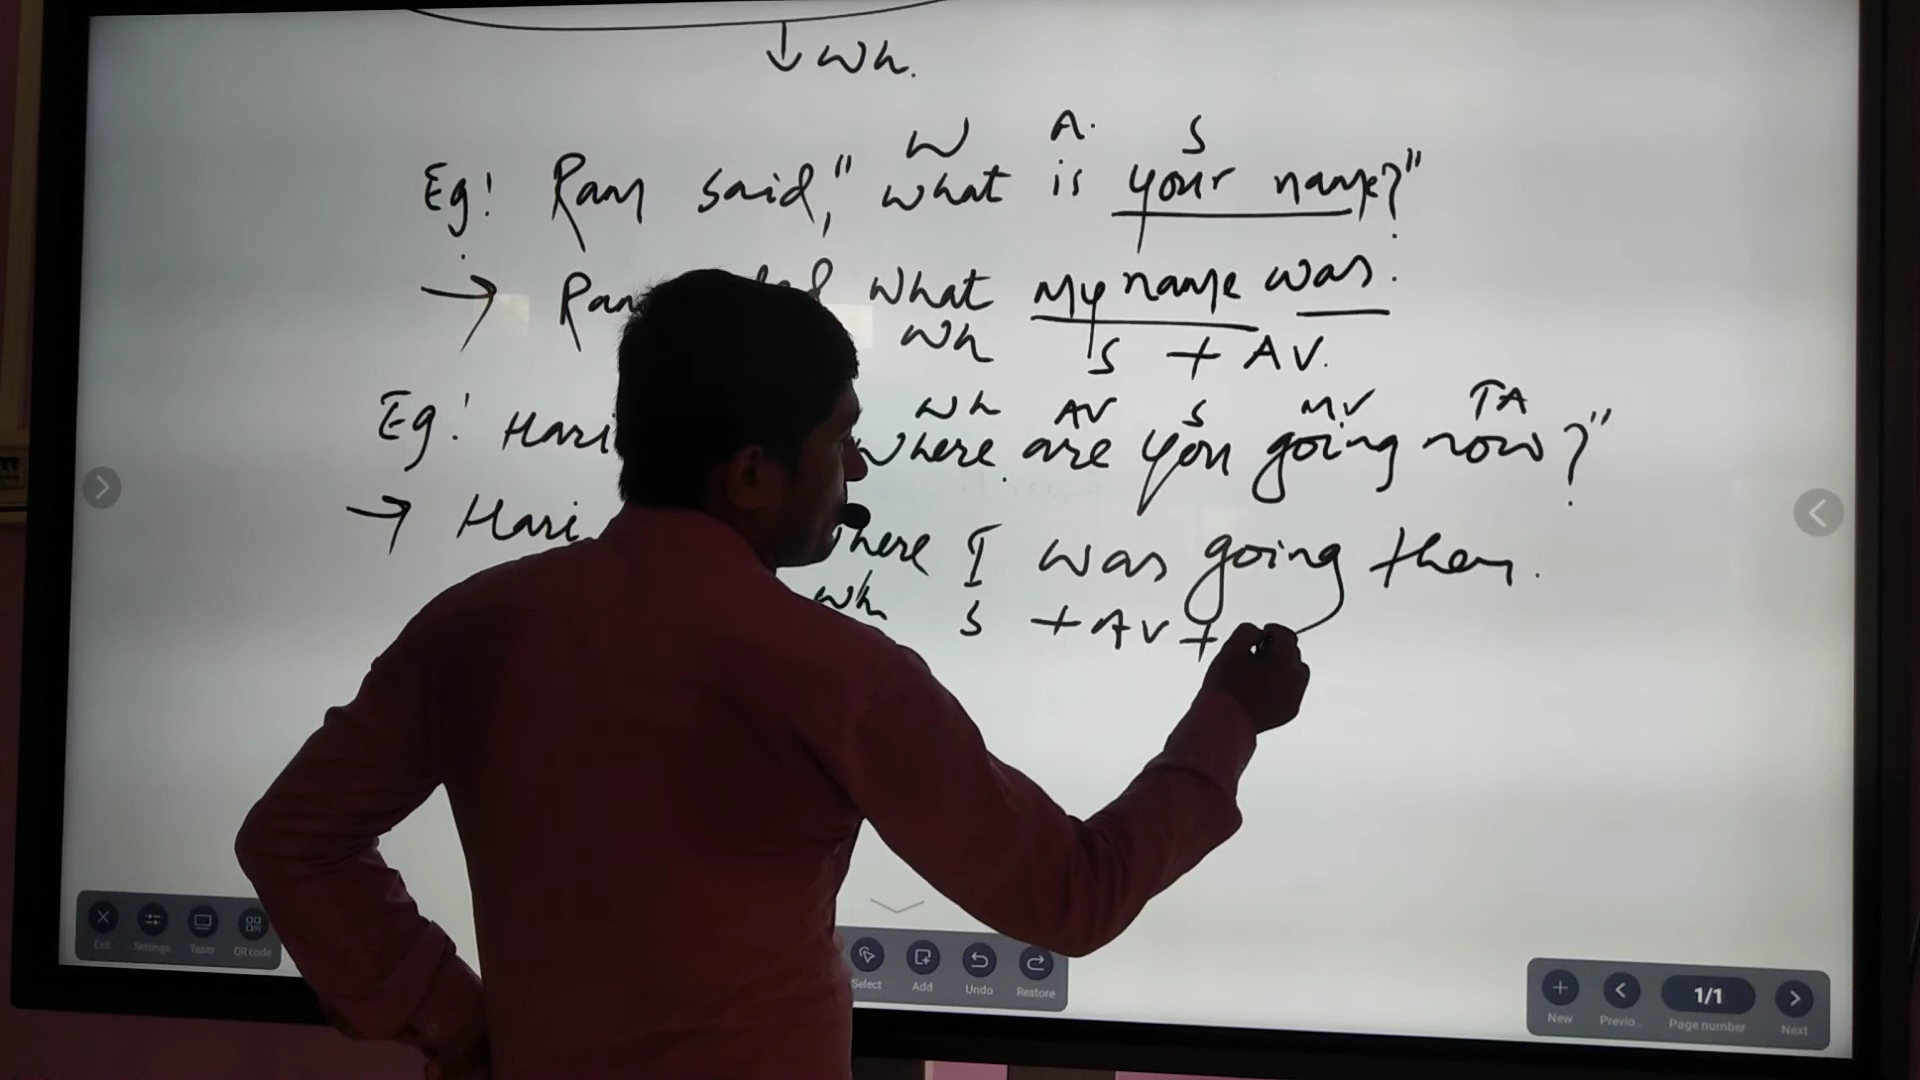 ↓ Wh.
W A. S
Eg: Ram said, "What is your name?"
→ Ram what my name was.
Wh S + AV.
Wh AV S MV TA
Eg: Hari where are you going now?"
→ Hari where I was going then.
Wh S + AV +
Exit Settings Team QR code
Select Add Undo Restore
1/1
New Previo... Page number Next